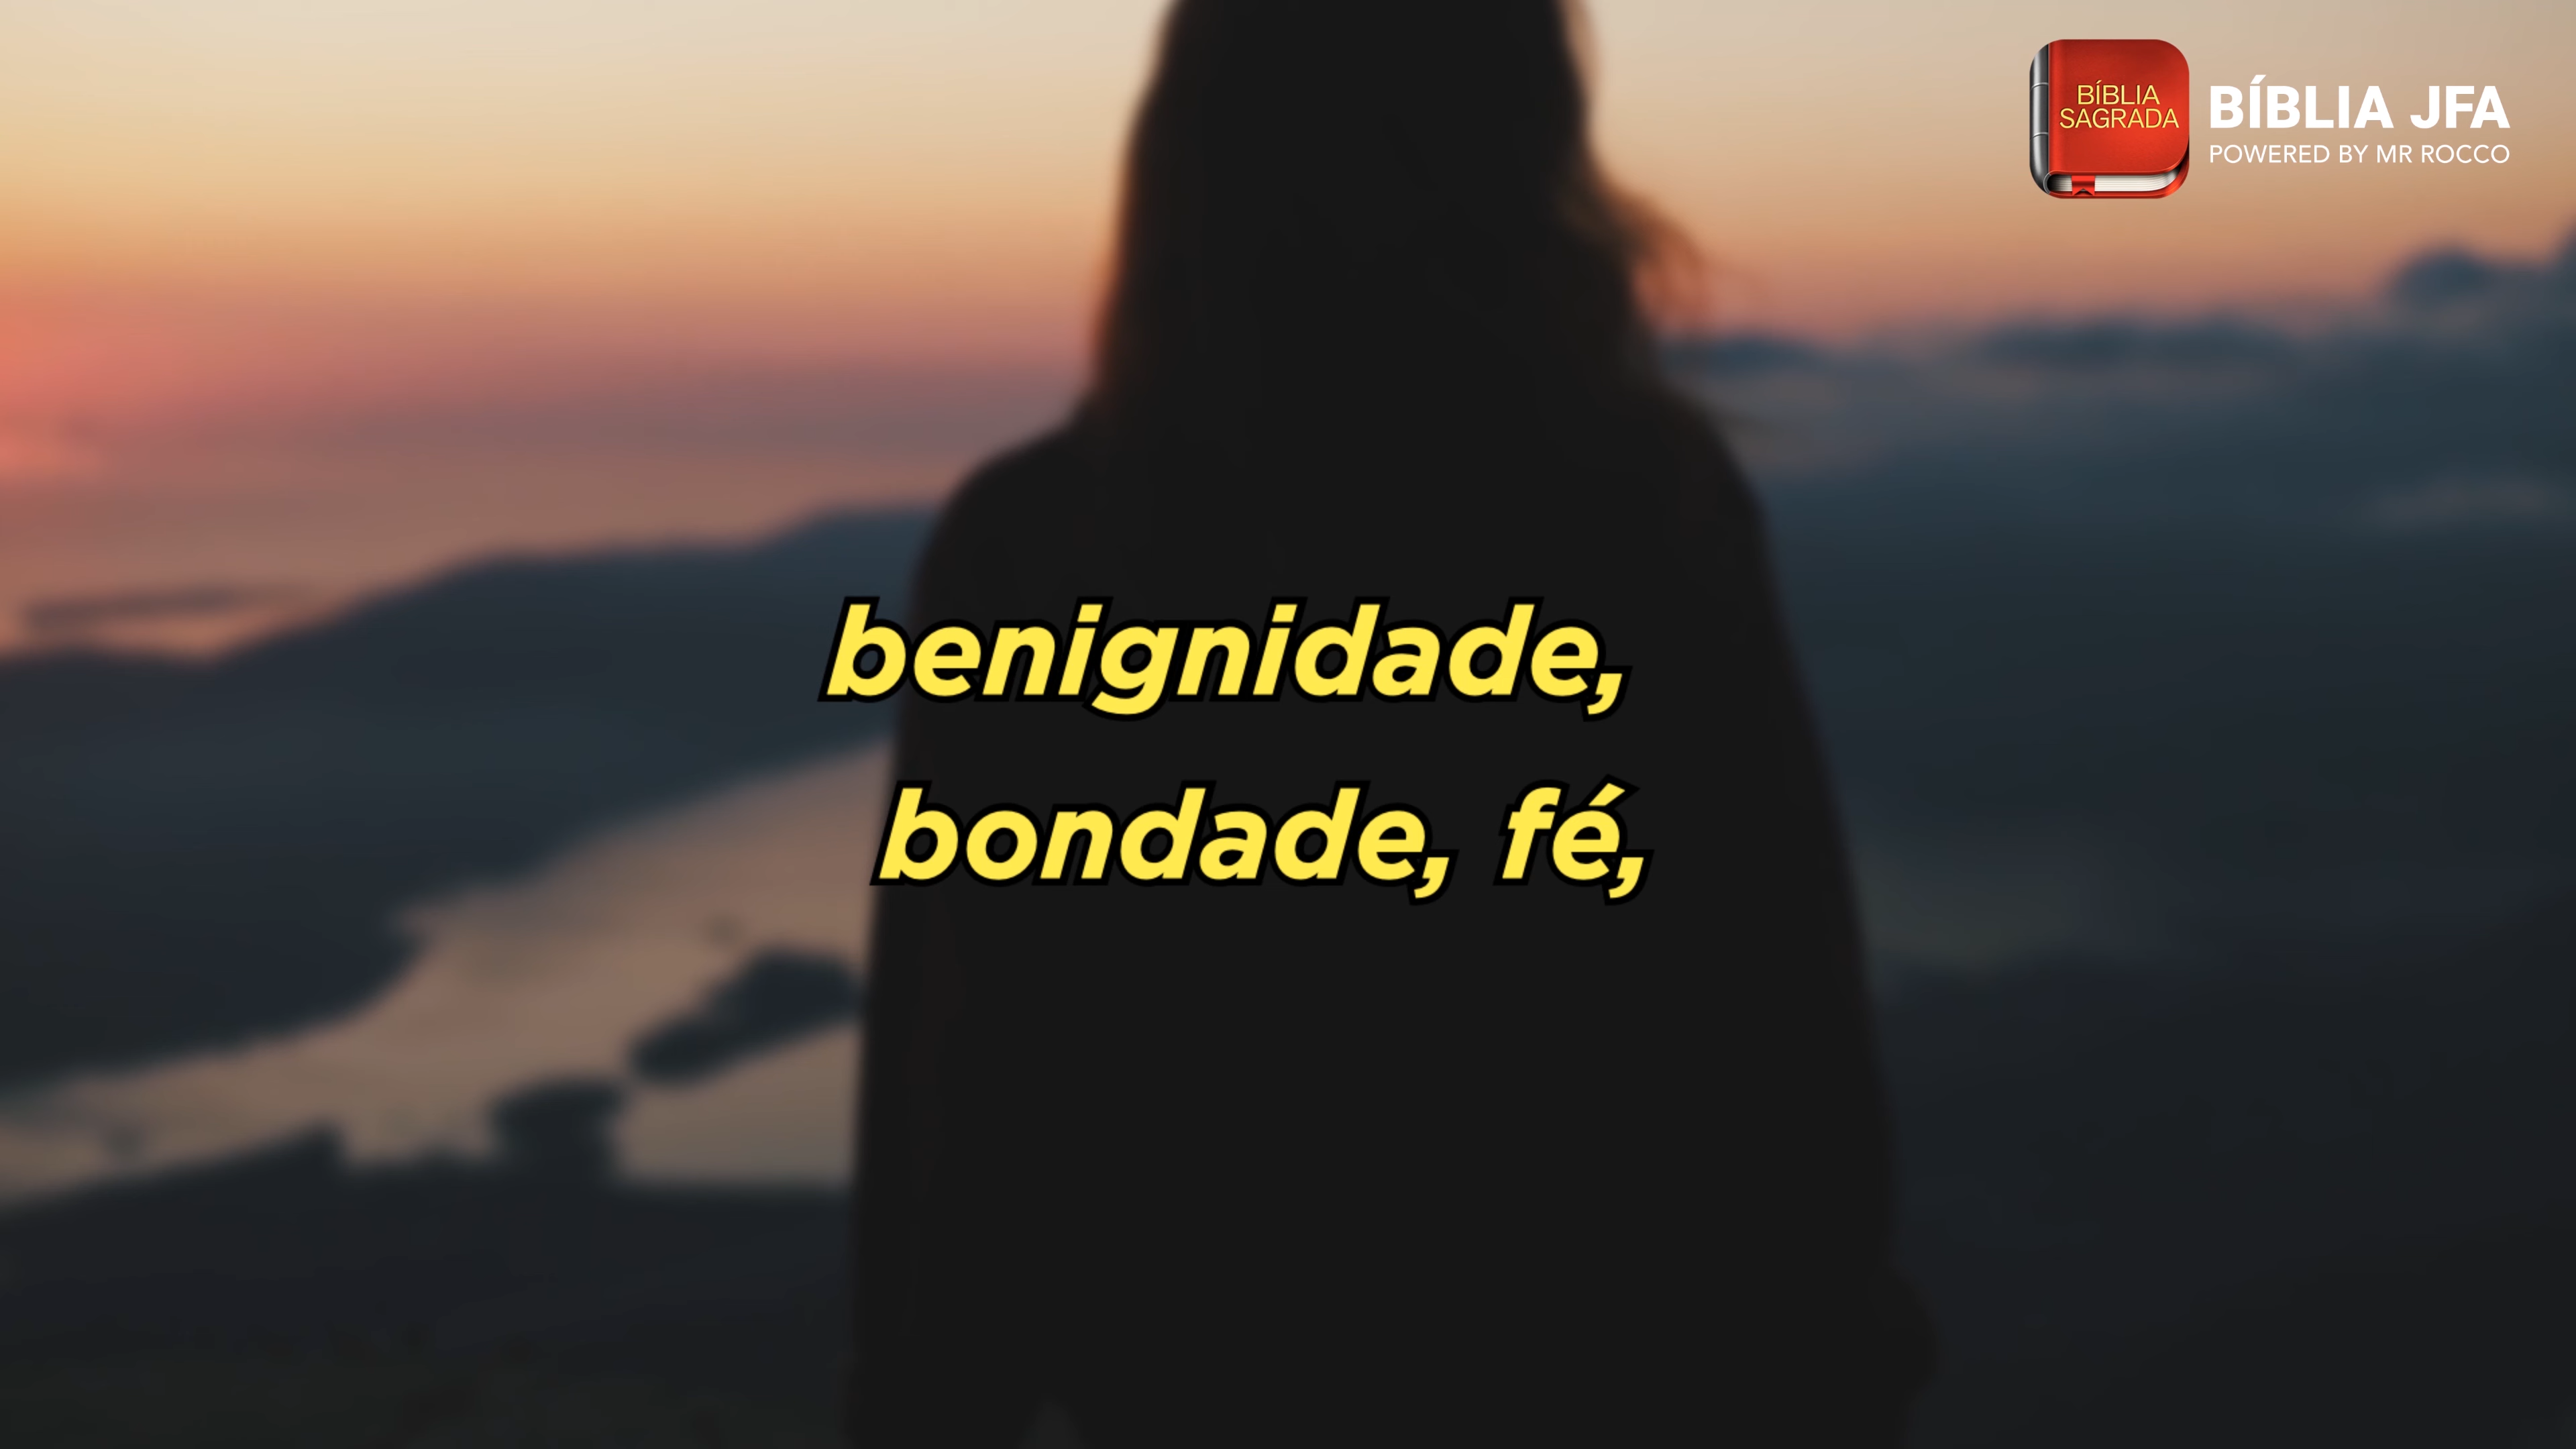 BÍBLIA
SAGRADA
BÍBLIA JFA
POWERED BY MR ROCCO
benignidade,
bondade, fé,